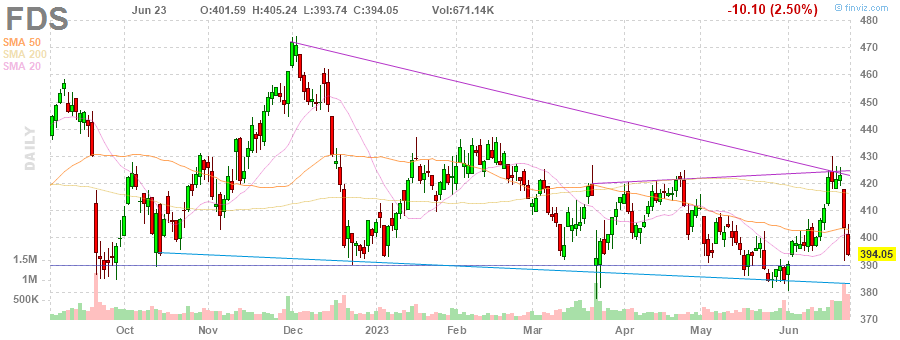 FDS Jun 23 O:401.59 H:405.24 L:393.74 C:394.05 Vol:671.14K -10.10 (2.50%) finviz.com
SMA 50
SMA 200
SMA 20
DAILY
480
470
460
450
440
430
420
410
400
394.05
390
380
370
1.5M
1M
500K
Oct Nov Dec 2023 Feb Mar Apr May Jun